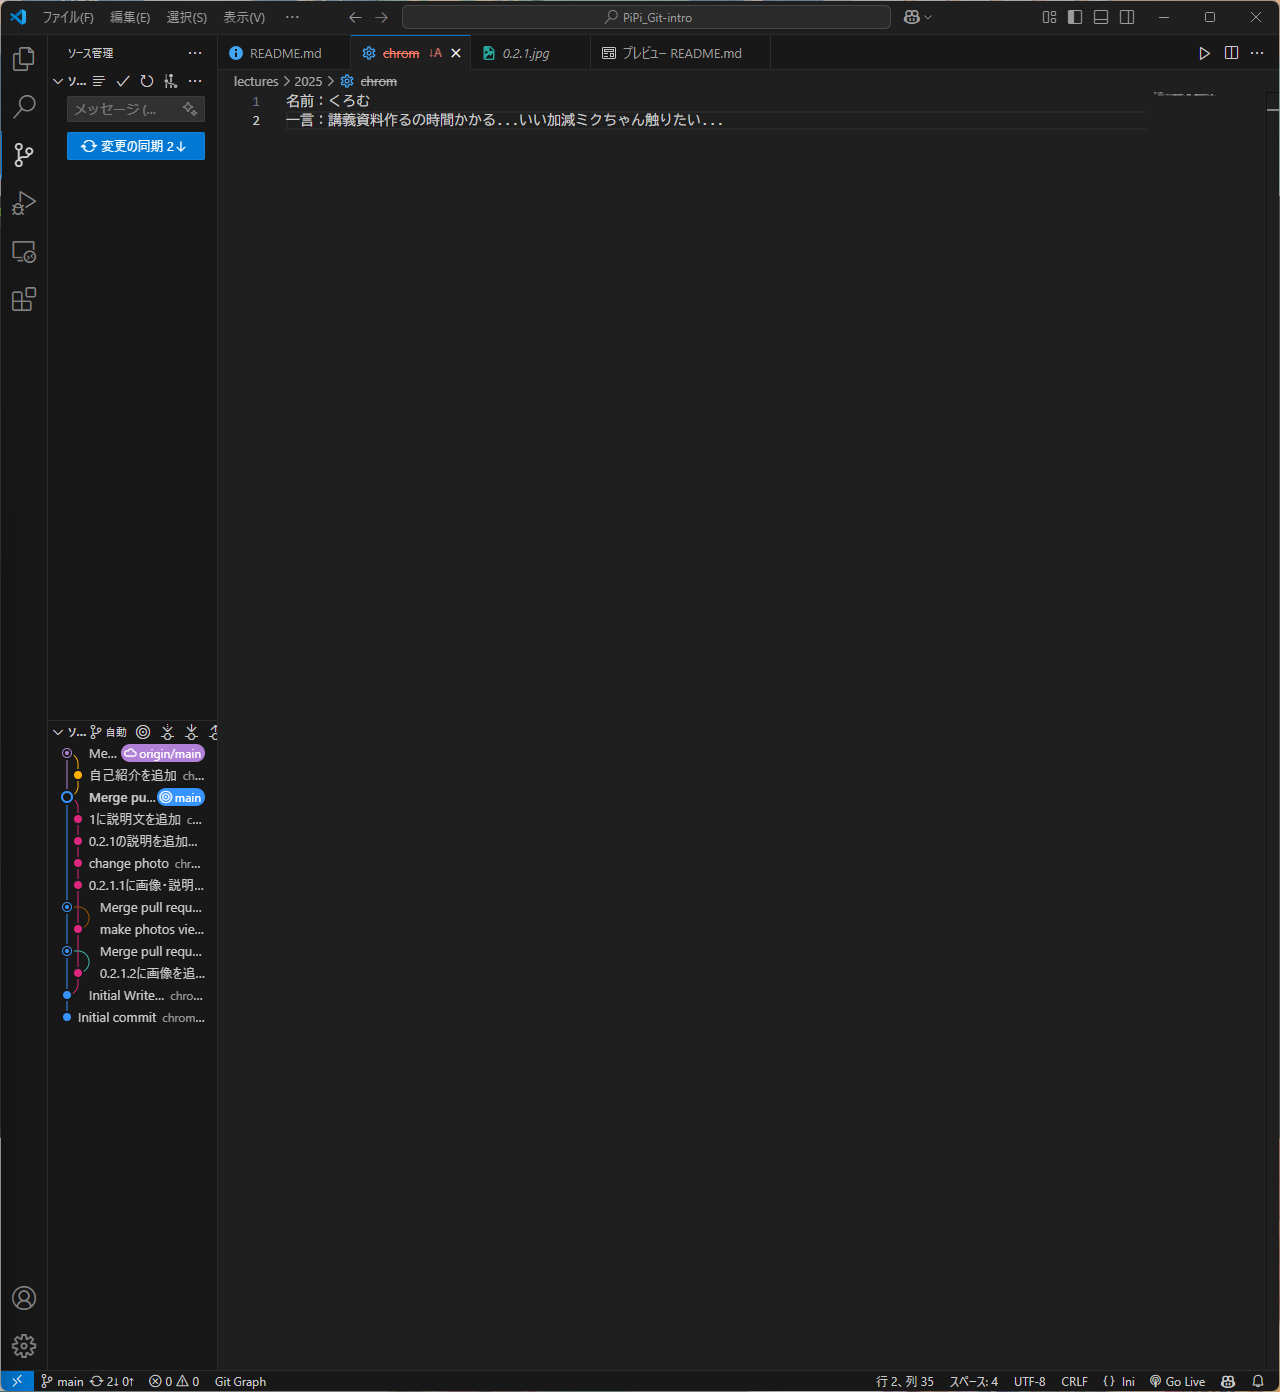 ファイル(F) 編集(E) 選択(S) 表示(V) … PiPi_Git-intro
ソース管理 …
README.md chrom ↓A 0.2.1.jpg プレビュー README.md
ソ...
lectures > 2025 > chrom
メッセージ (...
変更の同期 2↓
1 名前：くろむ
2 一言：講義資料作るの時間かかる...いい加減ミクちゃん触りたい...
ソ... 自動
Me... origin/main
自己紹介を追加 ch...
Merge pu... main
1に説明文を追加 c...
0.2.1の説明を追加...
change photo chr...
0.2.1.1に画像・説明...
Merge pull requ...
make photos vie...
Merge pull requ...
0.2.1.2に画像を追...
Initial Write... chro...
Initial commit chrom...
main 2↓ 0↑ 0 0 Git Graph 行 2、列 35 スペース: 4 UTF-8 CRLF {} Ini Go Live